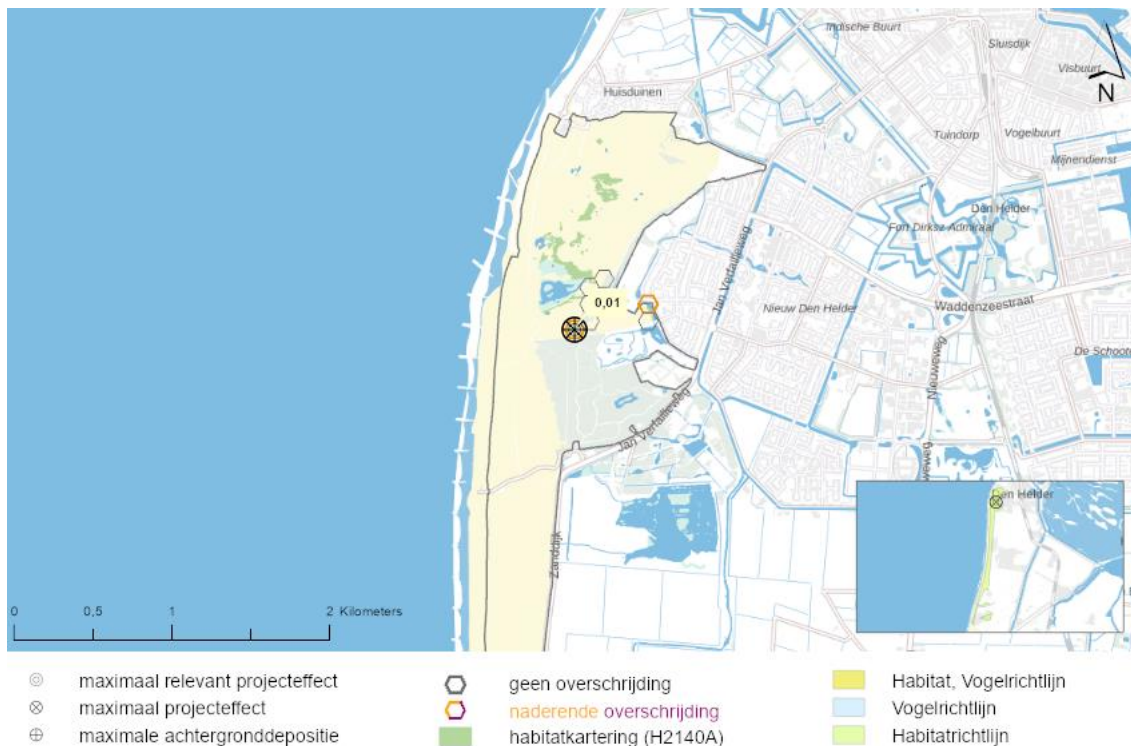 Indische Buurt
Sluisdijk
Visbuurt
Huisduinen
N
Tuindorp
Vogelbuurt
Mijnendienst
Den Helder
Fort Dirksz-Admiraal
Jan Verfailleweg
0,01
Nieuw Den Helder
Waddenzeestraat
De Schooten
Nieuweweg
Jan Verfailleweg
Zanddijk
Den Helder
0 0,5 1 2 Kilometers
maximaal relevant projecteffect
geen overschrijding
Habitat, Vogelrichtlijn
maximaal projecteffect
naderende overschrijding
Vogelrichtlijn
maximale achtergronddepositie
habitatkartering (H2140A)
Habitatrichtlijn